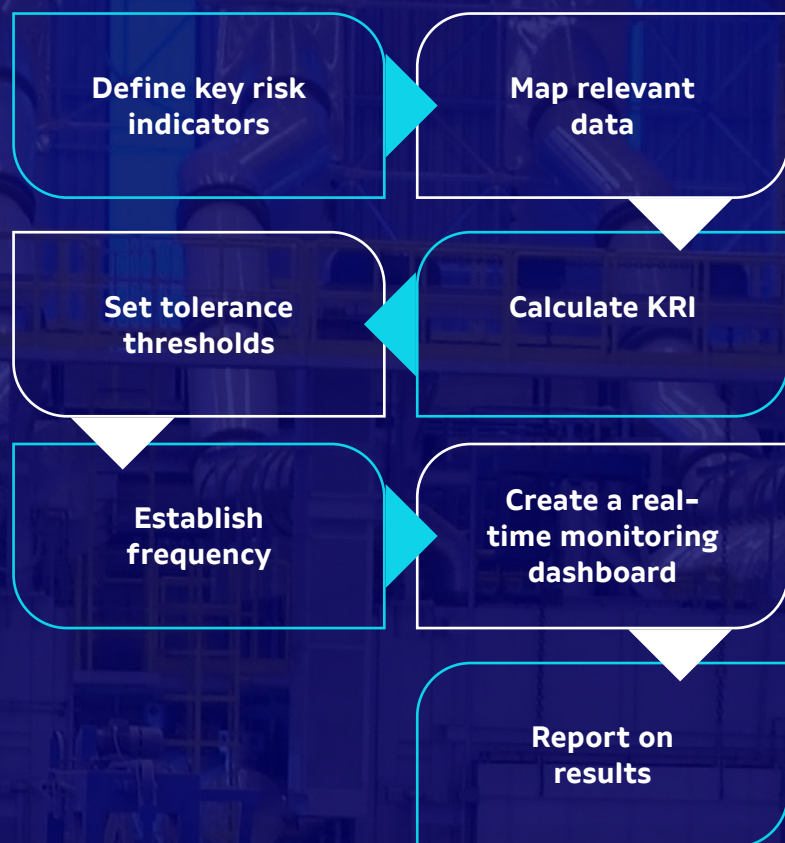 Define key risk
indicators
Map relevant
data
Calculate KRI
Set tolerance
thresholds
Establish
frequency
Create a real-
time monitoring
dashboard
Report on
results